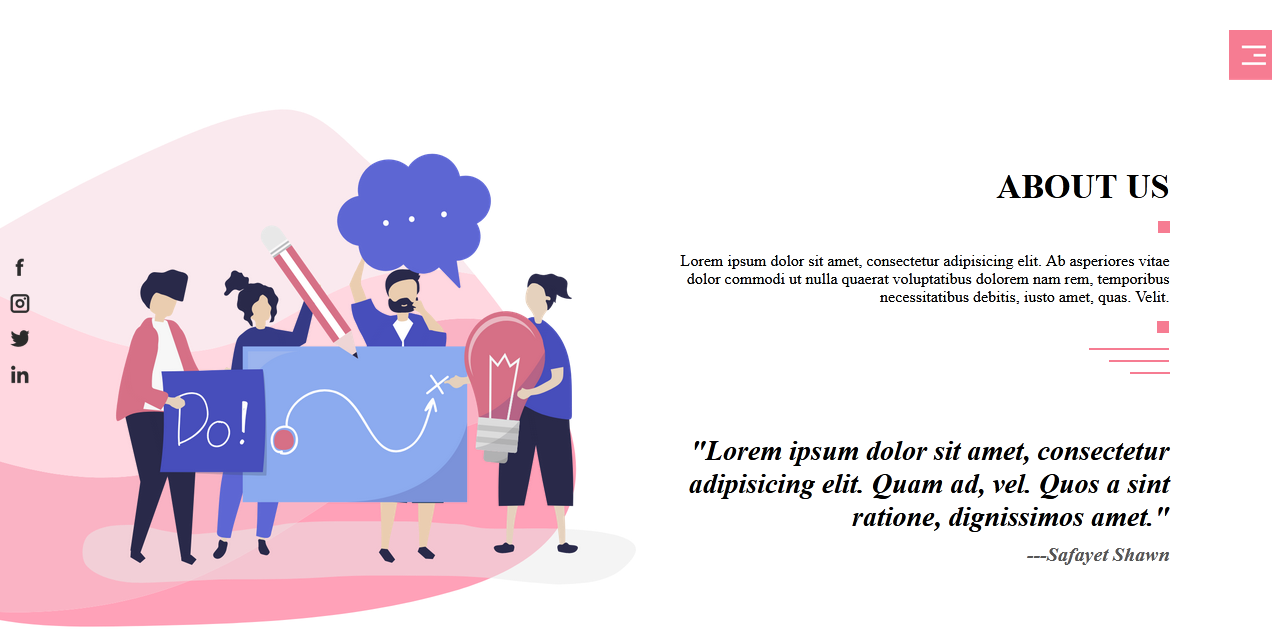 ABOUT US
Lorem ipsum dolor sit amet, consectetur adipisicing elit. Ab asperiores vitae
dolor commodi ut nulla quaerat voluptatibus dolorem nam rem, temporibus
necessitatibus debitis, iusto amet, quas. Velit.
Do!
"Lorem ipsum dolor sit amet, consectetur
adipisicing elit. Quam ad, vel. Quos a sint
ratione, dignissimos amet."
---Safayet Shawn